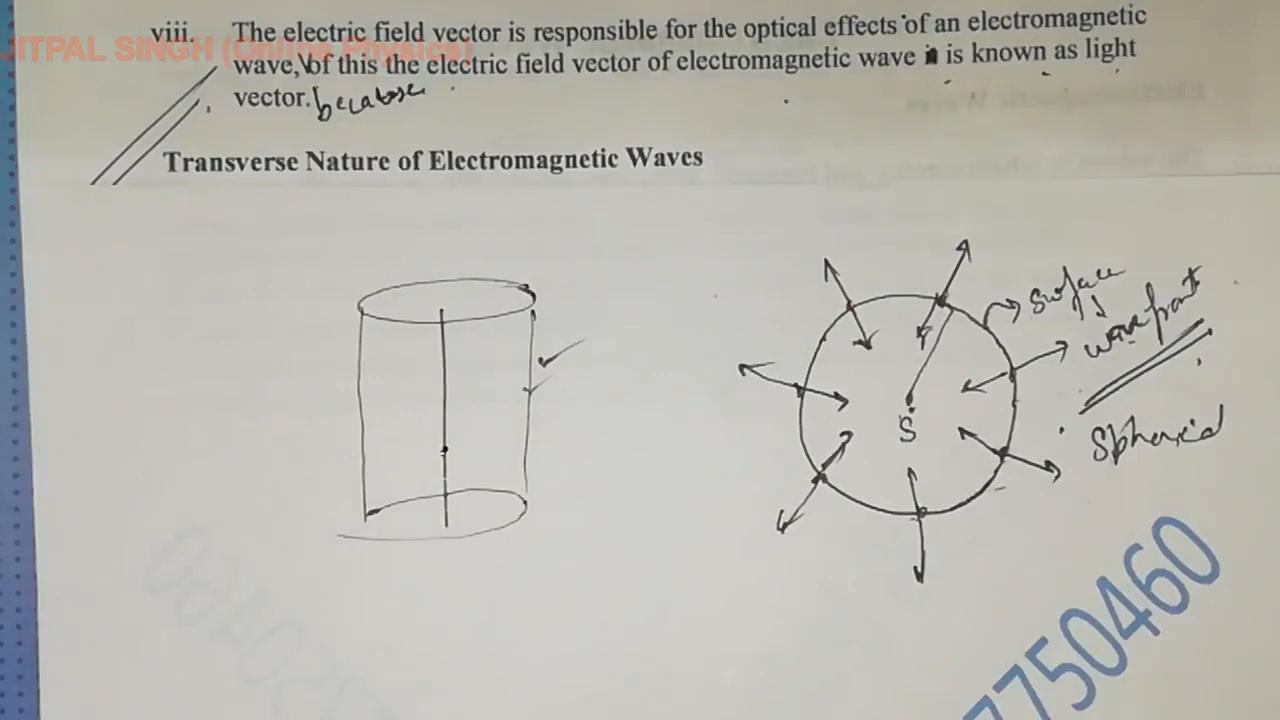 viii. The electric field vector is responsible for the optical effects of an electromagnetic
JITPAL SINGH (Online Physics)
wave, of this the electric field vector of electromagnetic wave is known as light
vector. becabose
Transverse Nature of Electromagnetic Waves
Surface
wavefront
S
Spherical
7750460